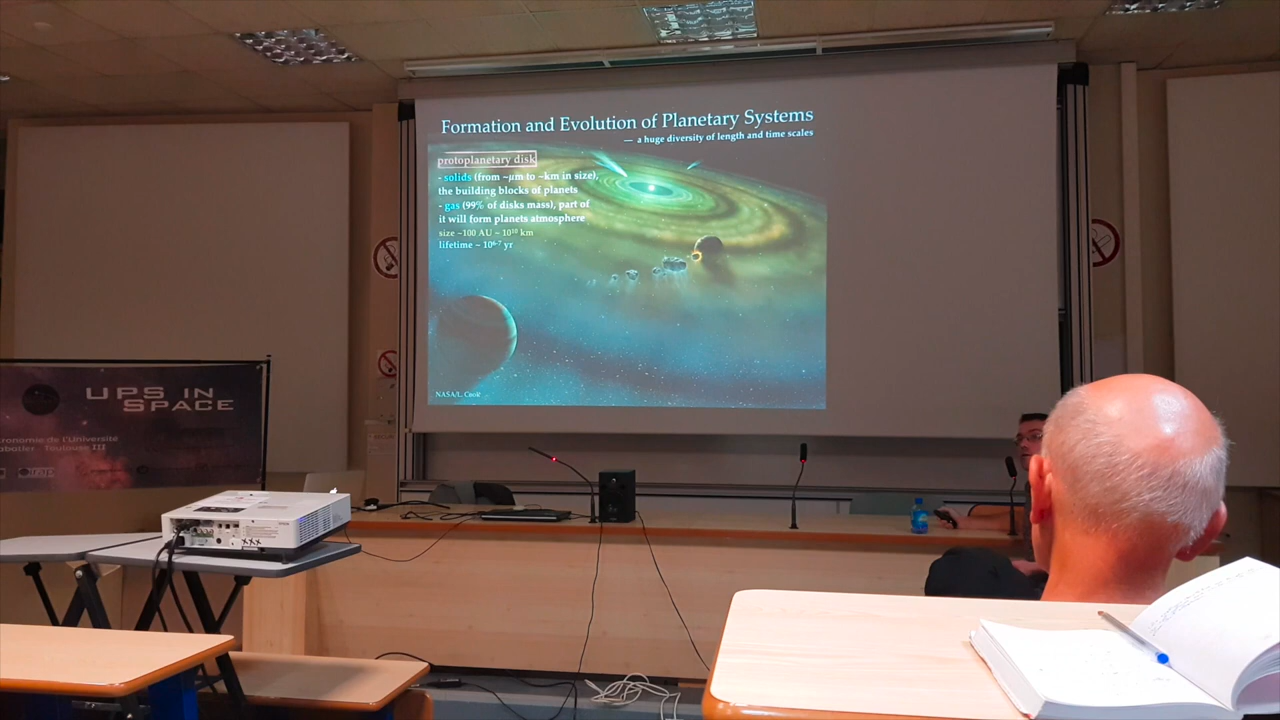 Formation and Evolution of Planetary Systems
— a huge diversity of length and time scales
protoplanetary disk
- solids (from ~μm to ~km in size),
the building blocks of planets
- gas (99% of disks mass), part of
it will form planets atmosphere
size ~100 AU ~ 10¹⁰ km
lifetime ~ 10⁶⁻⁷ yr
NASA/L. Cook
UPS IN
SPACE
tronomie de l'Université
abatier Toulouse III